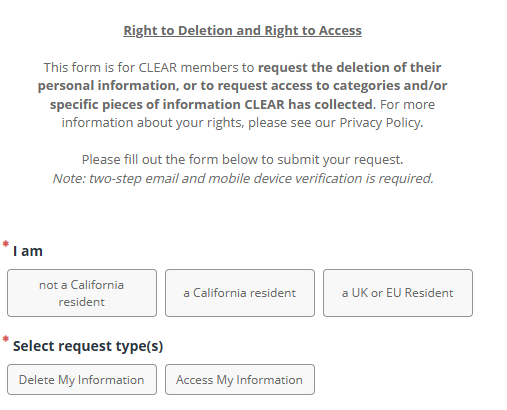 Right to Deletion and Right to Access
This form is for CLEAR members to request the deletion of their
personal information, or to request access to categories and/or
specific pieces of information CLEAR has collected. For more
information about your rights, please see our Privacy Policy.
Please fill out the form below to submit your request.
Note: two-step email and mobile device verification is required.
* I am
not a California
resident
a California resident
a UK or EU Resident
* Select request type(s)
Delete My Information
Access My Information